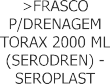 >FRASCO
P/DRENAGEM
TORAX 2000 ML
(SERODREN) -
SEROPLAST